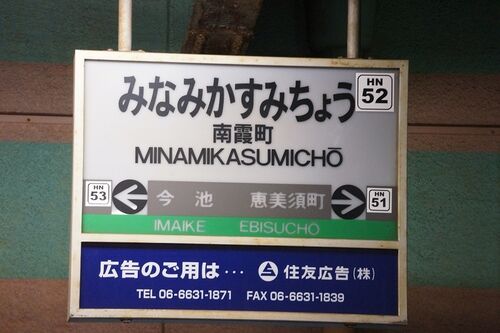 みなみかすみちょう
HN
52
南霞町
MINAMIKASUMICHŌ
HN
53
今池 恵美須町
HN
51
IMAIKE EBISUCHO
広告のご用は・・・ 住友広告(株)
TEL 06-6631-1871 FAX 06-6631-1839